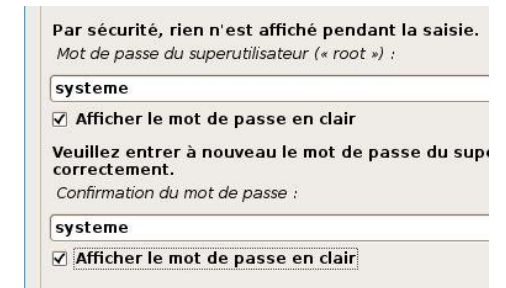 Par sécurité, rien n'est affiché pendant la saisie.
Mot de passe du superutilisateur (« root ») :
systeme
Afficher le mot de passe en clair
Veuillez entrer à nouveau le mot de passe du
correctement.
Confirmation du mot de passe :
systeme
Afficher le mot de passe en clair